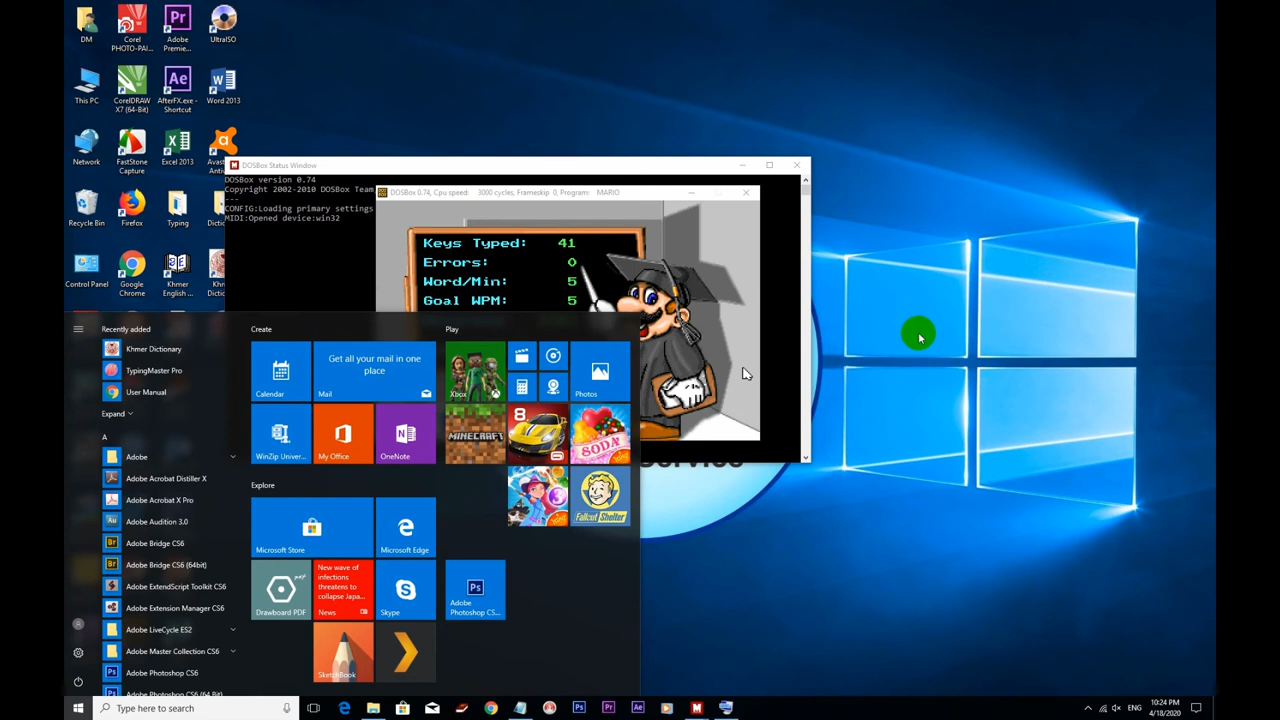 DM
Corel
PHOTO-PAI...
Adobe
Premie...
UltraISO
This PC
CorelDRAW
X7 (64-Bit)
AfterFX.exe -
Shortcut
Word 2013
Network
FastStone
Capture
Excel 2013
Avast
Recycle Bin
Firefox
Typing
Control Panel
Google
Chrome
Khmer
English ...
DOSBox Status Window
DOSBox version 0.74
Copyright 2002-2010 DOSBox Team
---
CONFIG:Loading primary settings
MIDI:Opened device:win32
DOSBox 0.74, Cpu speed: 3000 cycles, Frameskip 0, Program: MARIO
Keys Typed: 41
Errors: 0
Word/Min: 5
Goal WPM: 5
Recently added
Khmer Dictionary
TypingMaster Pro
User Manual
Expand
A
Adobe
Adobe Acrobat Distiller X
Adobe Acrobat X Pro
Adobe Audition 3.0
Adobe Bridge CS6
Adobe Bridge CS6 (64bit)
Adobe ExtendScript Toolkit CS6
Adobe Extension Manager CS6
Adobe LiveCycle ES2
Adobe Master Collection CS6
Adobe Photoshop CS6
Adobe Photoshop CS6 (64 Bit)
Create
Calendar
Get all your mail in one
place
Mail
WinZip Univer...
My Office
OneNote
Explore
Microsoft Store
Microsoft Edge
Drawboard PDF
New wave of
infections
threatens to
collapse Japa...
News
Skype
SketchBook
Play
Xbox
Photos
MINECRAFT
8
SODA
3
Fallout Shelter
Adobe
Photoshop CS...
Type here to search
ENG
10:24 PM
4/18/2020